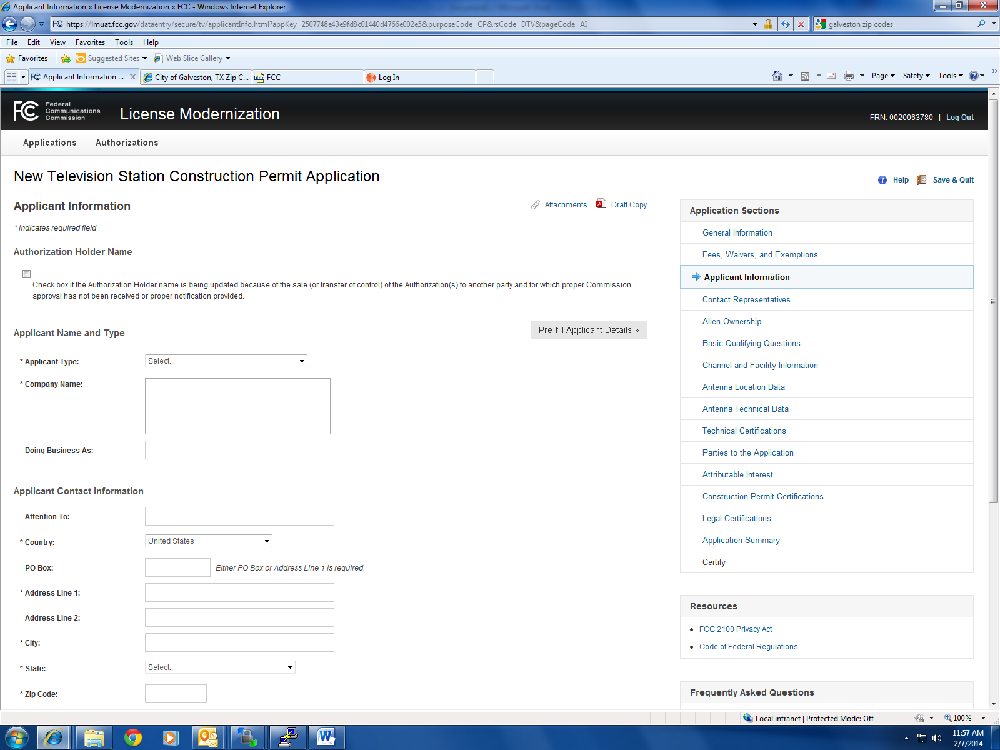 Applicant Information « License Modernization « FCC - Windows Internet Explorer
https://lmuat.fcc.gov/dataentry/secure/tv/applicantInfo.html?appKey=2507748e43e9fd8c01440d4766e002e5&purposeCode=CP&rsCode=DTV&pageCode=AI
galveston zip codes
File Edit View Favorites Tools Help
Favorites Suggested Sites Web Slice Gallery
Applicant Information ... City of Galveston, TX Zip C... FCC Log In
Page Safety Tools
FC Federal Communications Commission
License Modernization
FRN: 0020063780 | Log Out
Applications Authorizations
New Television Station Construction Permit Application
Help Save & Quit
Applicant Information
Attachments Draft Copy
* indicates required field
Authorization Holder Name
Check box if the Authorization Holder name is being updated because of the sale (or transfer of control) of the Authorization(s) to another party and for which proper Commission
approval has not been received or proper notification provided.
Applicant Name and Type
Pre-fill Applicant Details »
* Applicant Type: Select...
* Company Name:
Doing Business As:
Applicant Contact Information
Attention To:
* Country: United States
PO Box: Either PO Box or Address Line 1 is required.
* Address Line 1:
Address Line 2:
* City:
* State: Select...
* Zip Code:
Application Sections
General Information
Fees, Waivers, and Exemptions
Applicant Information
Contact Representatives
Alien Ownership
Basic Qualifying Questions
Channel and Facility Information
Antenna Location Data
Antenna Technical Data
Technical Certifications
Parties to the Application
Attributable Interest
Construction Permit Certifications
Legal Certifications
Application Summary
Certify
Resources
FCC 2100 Privacy Act
Code of Federal Regulations
Frequently Asked Questions
Local intranet | Protected Mode: Off
100%
11:57 AM
2/7/2014